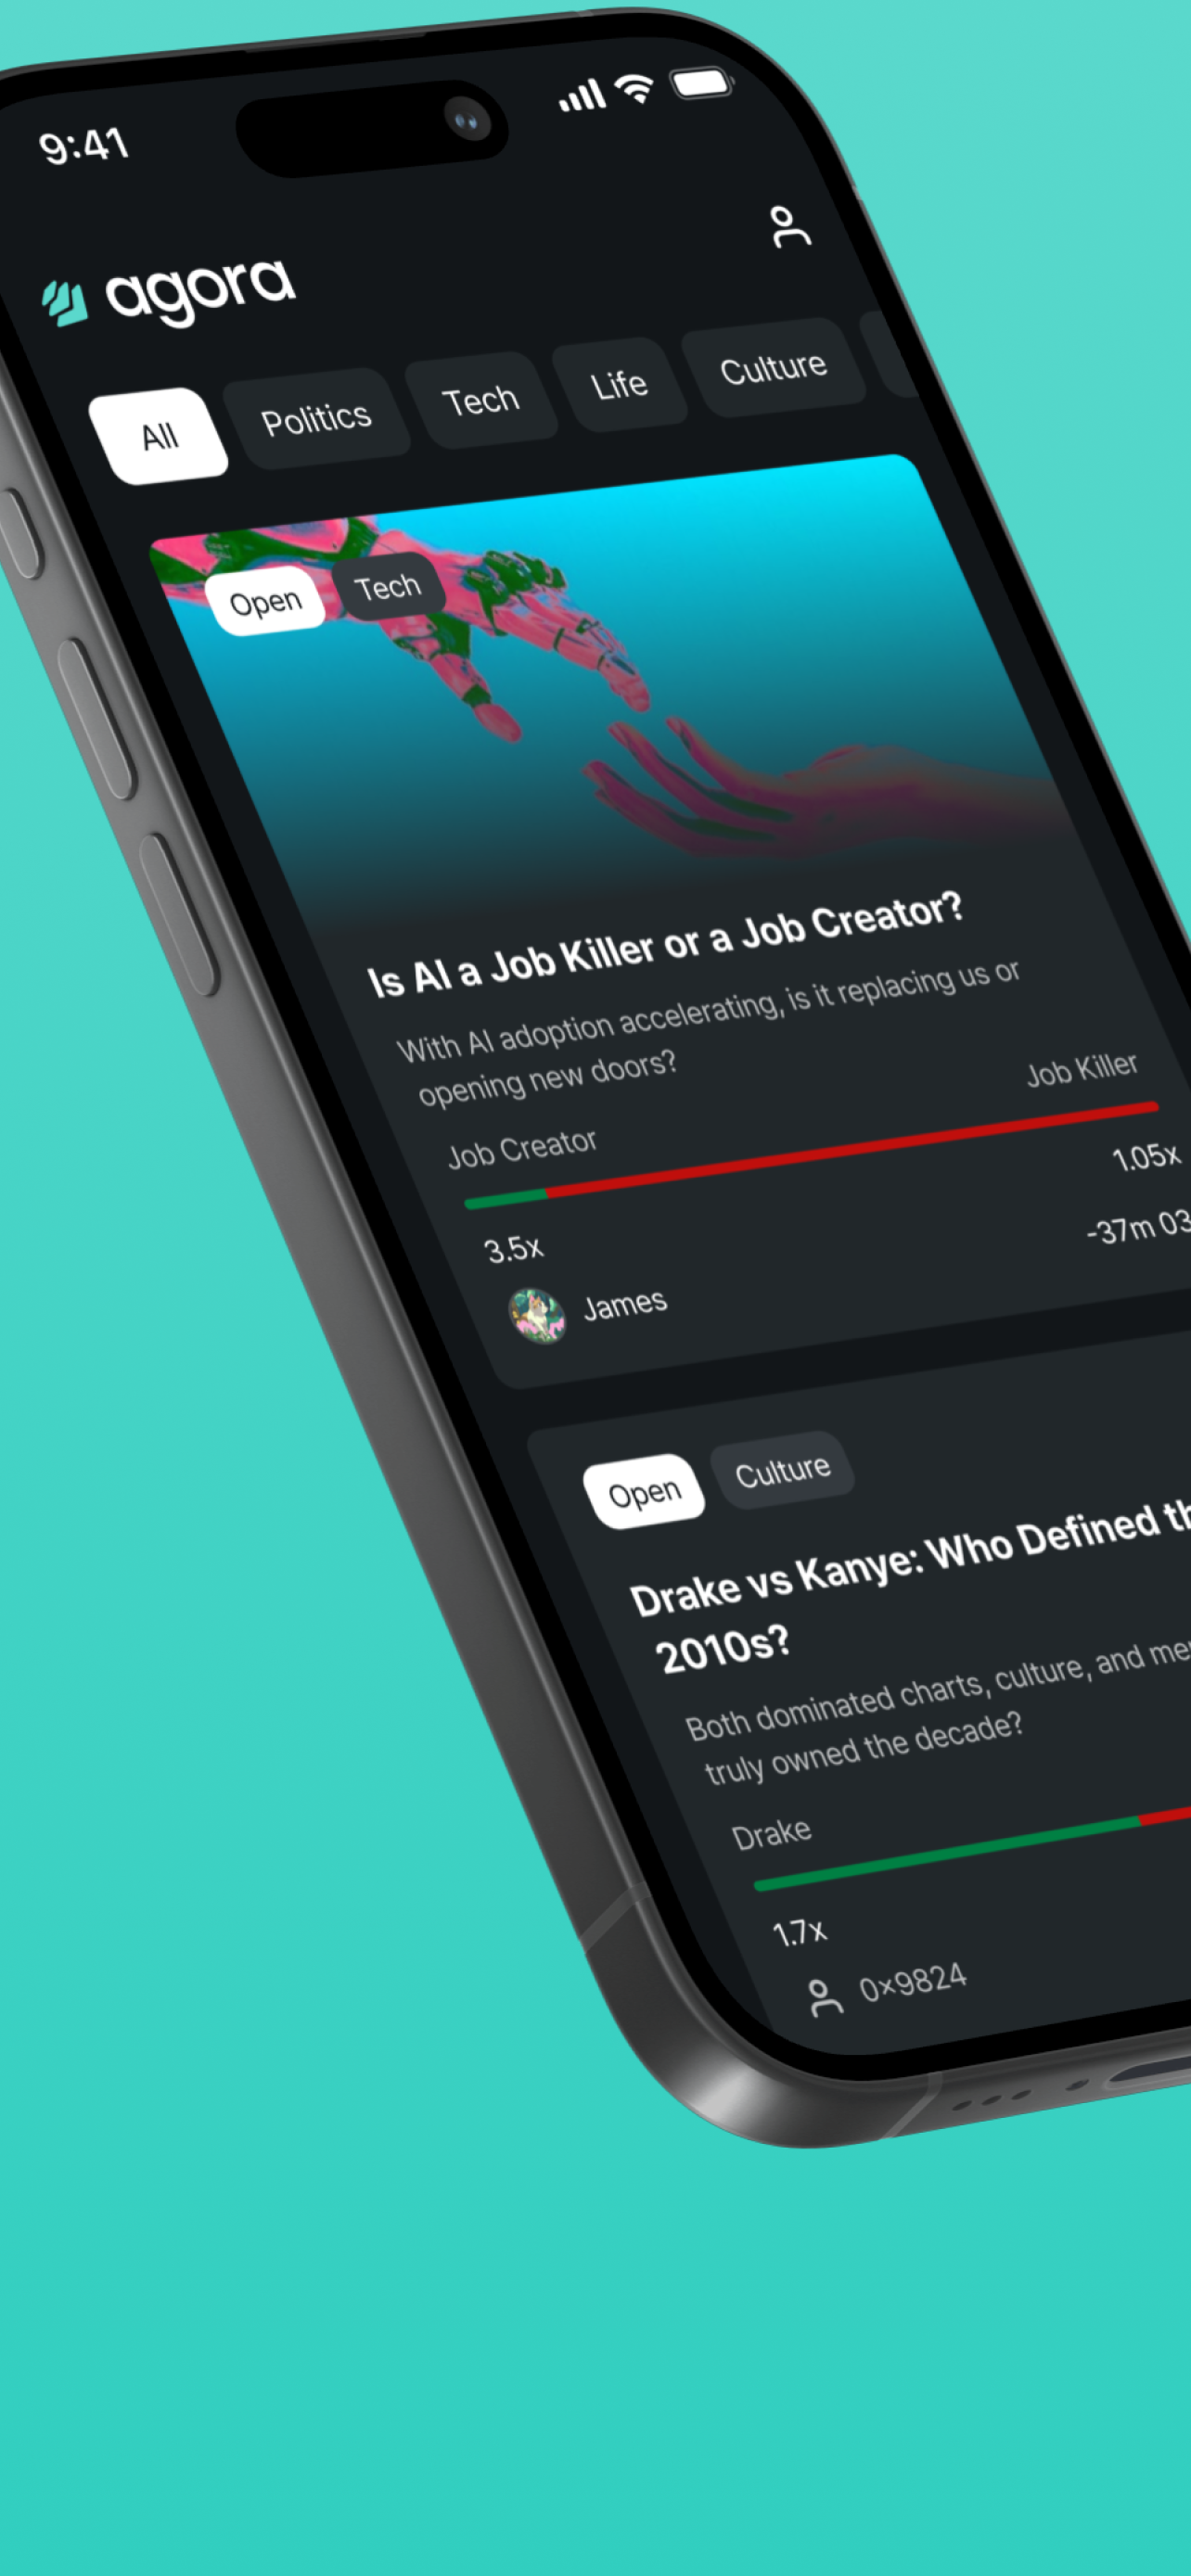 9:41
agora
All
Politics
Tech
Life
Culture
Open
Tech
Is AI a Job Killer or a Job Creator?
With AI adoption accelerating, is it replacing us or
opening new doors?
Job Creator
Job Killer
3.5x
1.05x
James
-37m 03
Open
Culture
Drake vs Kanye: Who Defined
2010s?
Both dominated charts, culture, and
truly owned the decade?
Drake
1.7x
0x9824